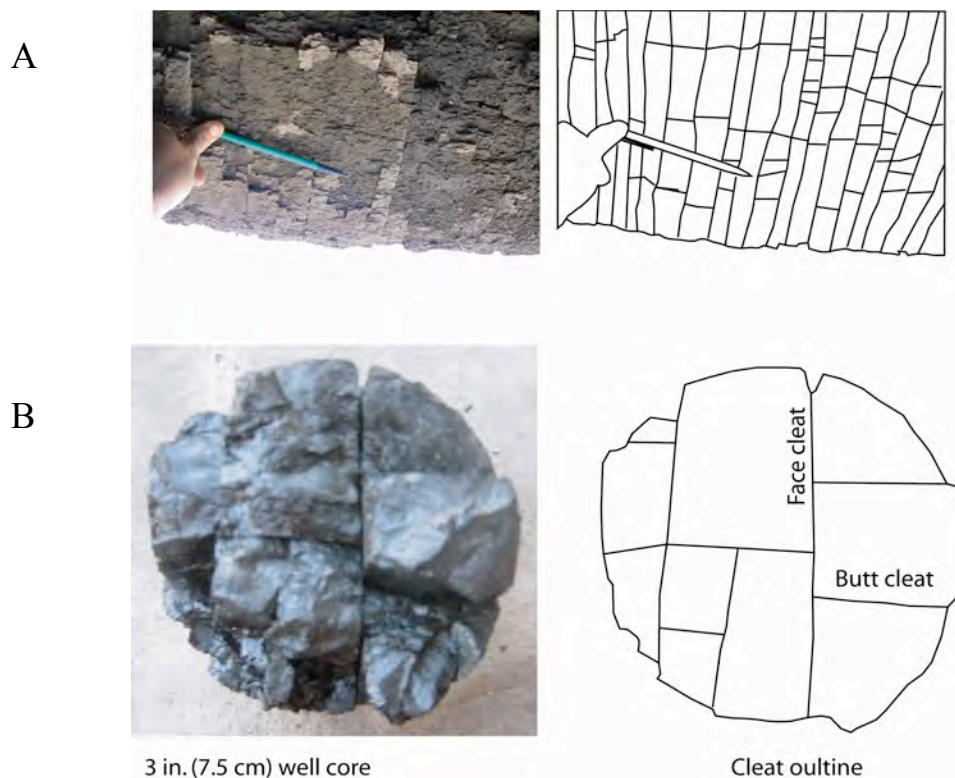 A
B
Face cleat
Butt cleat
3 in. (7.5 cm) well core
Cleat oultine